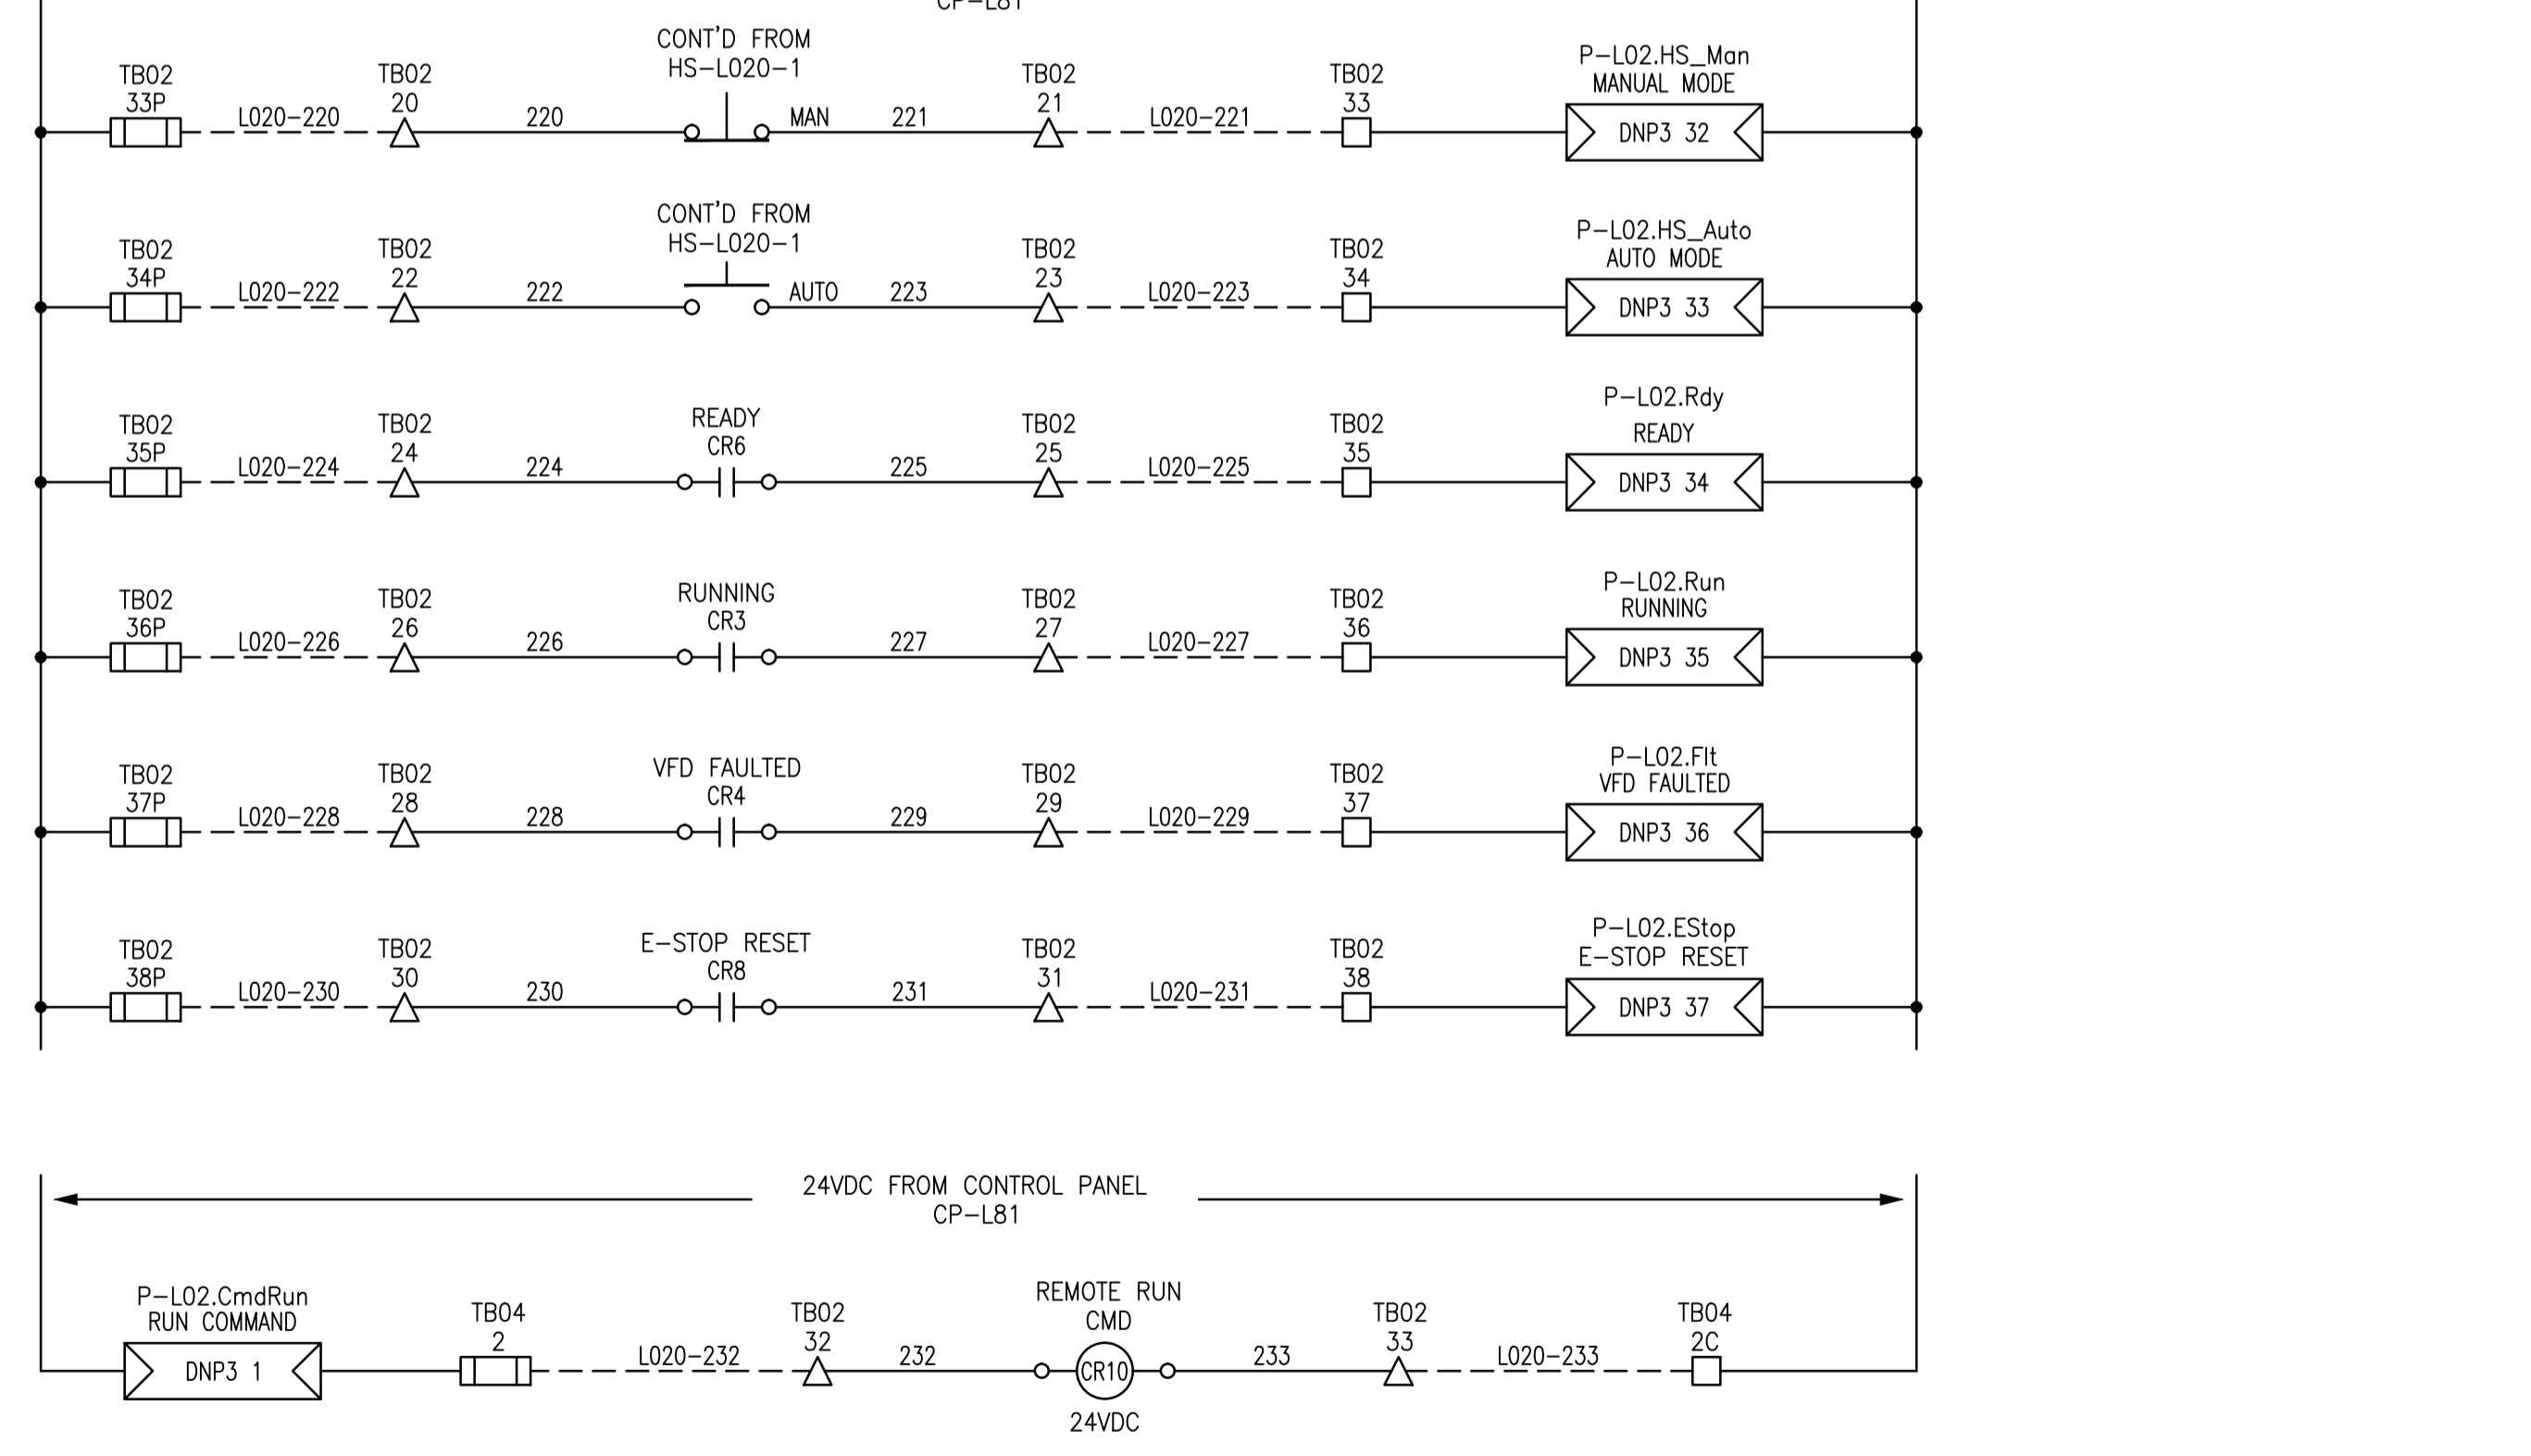 CP-L81
CONT'D FROM
HS-L020-1
TB02
33P
L020-220
TB02
20
220
MAN
221
TB02
21
L020-221
TB02
33
P-L02.HS_Man
MANUAL MODE
DNP3 32
CONT'D FROM
HS-L020-1
TB02
34P
L020-222
TB02
22
222
AUTO
223
TB02
23
L020-223
TB02
34
P-L02.HS_Auto
AUTO MODE
DNP3 33
TB02
35P
L020-224
TB02
24
224
READY
CR6
225
TB02
25
L020-225
TB02
35
P-L02.Rdy
READY
DNP3 34
TB02
36P
L020-226
TB02
26
226
RUNNING
CR3
227
TB02
27
L020-227
TB02
36
P-L02.Run
RUNNING
DNP3 35
TB02
37P
L020-228
TB02
28
228
VFD FAULTED
CR4
229
TB02
29
L020-229
TB02
37
P-L02.Flt
VFD FAULTED
DNP3 36
TB02
38P
L020-230
TB02
30
230
E-STOP RESET
CR8
231
TB02
31
L020-231
TB02
38
P-L02.EStop
E-STOP RESET
DNP3 37
24VDC FROM CONTROL PANEL
CP-L81
P-L02.CmdRun
RUN COMMAND
DNP3 1
TB04
2
L020-232
TB02
32
232
REMOTE RUN
CMD
CR10
24VDC
233
TB02
33
L020-233
TB04
2C